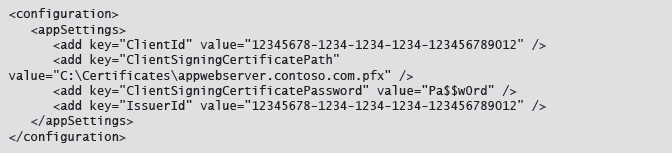 <configuration>
<appSettings>
<add key="ClientId" value="12345678-1234-1234-1234-123456789012" />
<add key="ClientSigningCertificatePath"
value="C:\Certificates\appwebserver.contoso.com.pfx" />
<add key="ClientSigningCertificatePassword" value="Pa$$w0rd" />
<add key="IssuerId" value="12345678-1234-1234-1234-123456789012" />
</appSettings>
</configuration>